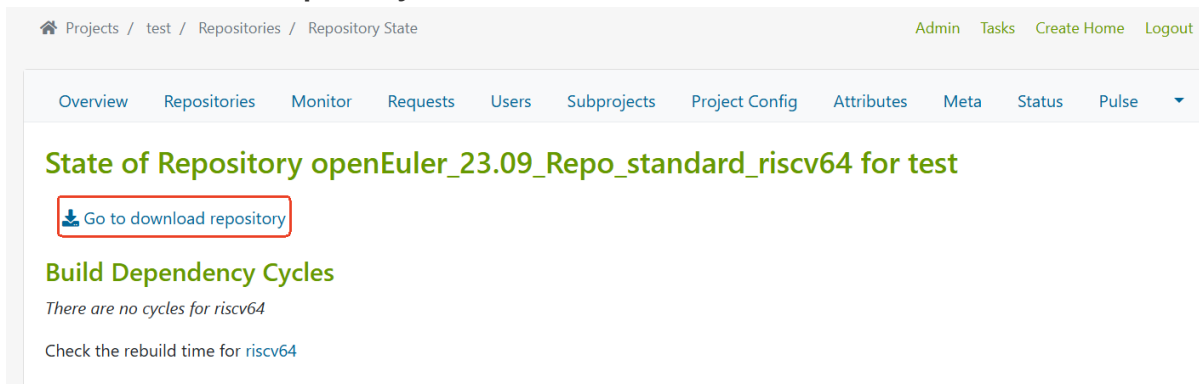 Projects / test / Repositories / Repository State
Admin Tasks Create Home Logout
Overview Repositories Monitor Requests Users Subprojects Project Config Attributes Meta Status Pulse
State of Repository openEuler_23.09_Repo_standard_riscv64 for test
Go to download repository
Build Dependency Cycles
There are no cycles for riscv64
Check the rebuild time for riscv64